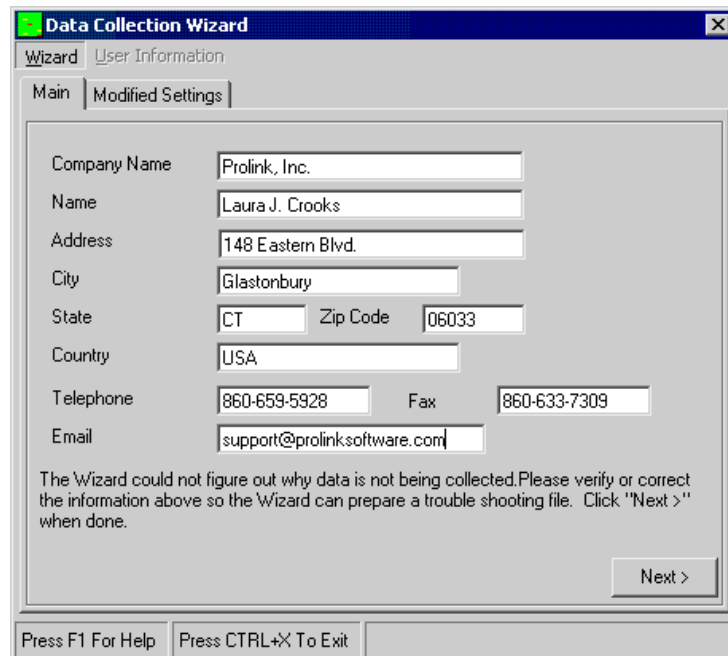 Data Collection Wizard
Wizard User Information
Main Modified Settings
Company Name Prolink, Inc.
Name Laura J. Crooks
Address 148 Eastern Blvd.
City Glastonbury
State CT Zip Code 06033
Country USA
Telephone 860-659-5928 Fax 860-633-7309
Email support@prolinksoftware.com
The Wizard could not figure out why data is not being collected.Please verify or correct
the information above so the Wizard can prepare a trouble shooting file. Click "Next >"
when done.
Next >
Press F1 For Help Press CTRL+X To Exit